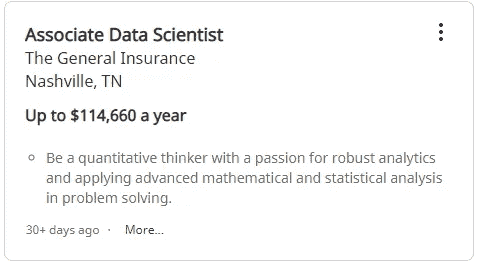 Associate Data Scientist
The General Insurance
Nashville, TN
Up to $114,660 a year
Be a quantitative thinker with a passion for robust analytics
and applying advanced mathematical and statistical analysis
in problem solving.
30+ days ago · More...